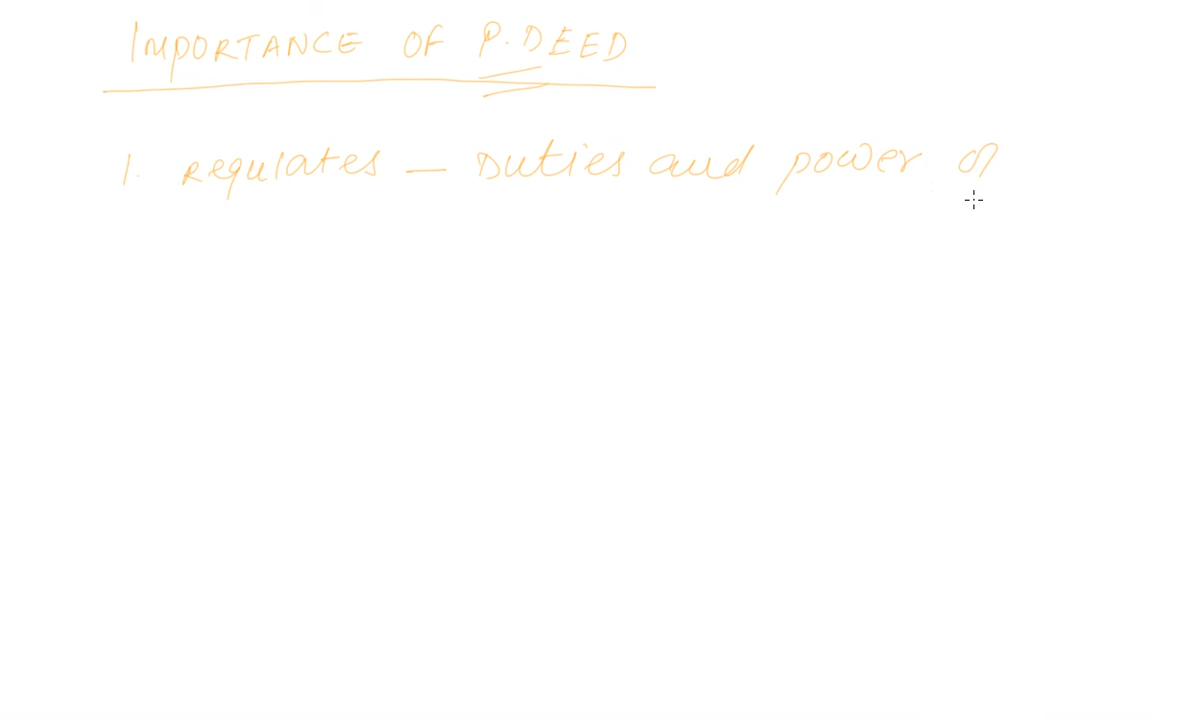 IMPORTANCE OF P. DEED
1. Regulates – Duties and power of